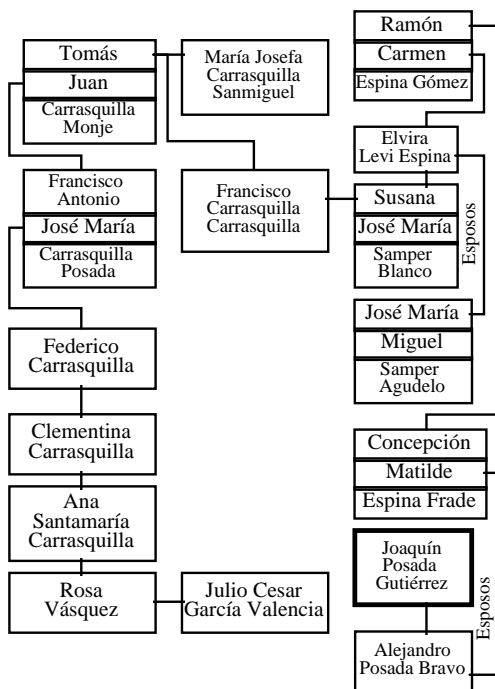 Tomás
Juan
Carrasquilla
Monje
María Josefa
Carrasquilla
Sanmiguel
Ramón
Carmen
Espina Gómez
Elvira
Levi Espina
Francisco
Antonio
José María
Carrasquilla
Posada
Francisco
Carrasquilla
Carrasquilla
Susana
José María
Samper
Blanco
Esposos
José María
Miguel
Samper
Agudelo
Federico
Carrasquilla
Clementina
Carrasquilla
Concepción
Matilde
Espina Frade
Ana
Santamaría
Carrasquilla
Joaquín
Posada
Gutiérrez
Rosa
Vásquez
Julio Cesar
García Valencia
Esposos
Alejandro
Posada Bravo